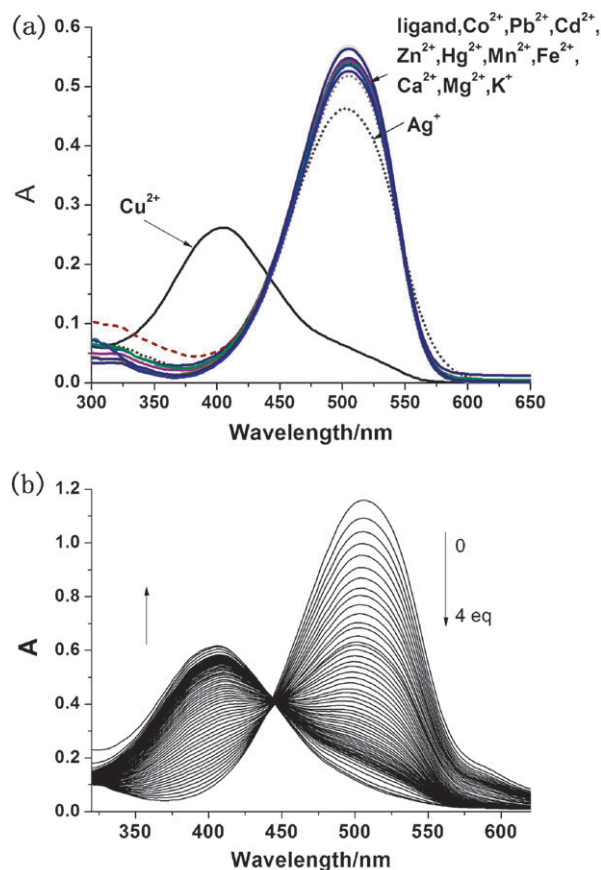 (a)
0.6
0.5
0.4
0.3
0.2
0.1
0.0
A
ligand,Co²⁺,Pb²⁺,Cd²⁺,
Zn²⁺,Hg²⁺,Mn²⁺,Fe²⁺,
Ca²⁺,Mg²⁺,K⁺
Ag⁺
Cu²⁺
300 350 400 450 500 550 600 650
Wavelength/nm
(b)
1.2
1.0
0.8
0.6
0.4
0.2
0.0
A
0
4 eq
350 400 450 500 550 600
Wavelength/nm